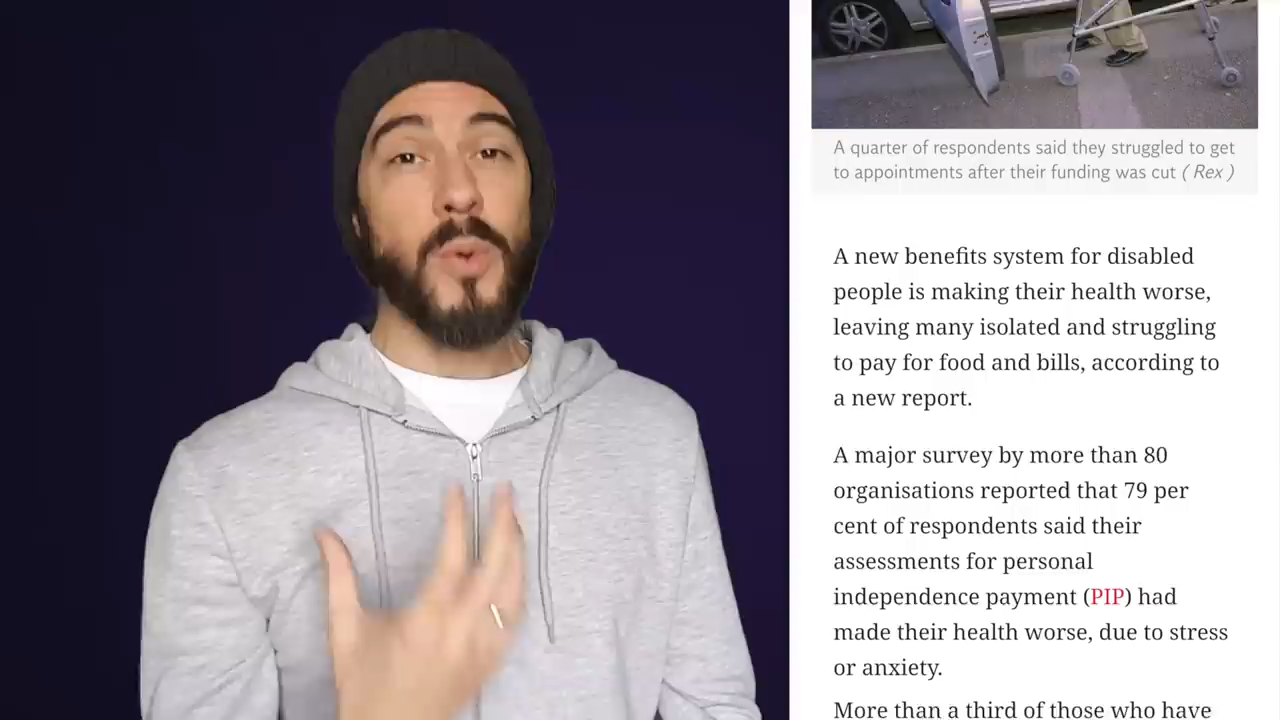 A quarter of respondents said they struggled to get
to appointments after their funding was cut ( Rex )
A new benefits system for disabled
people is making their health worse,
leaving many isolated and struggling
to pay for food and bills, according to
a new report.
A major survey by more than 80
organisations reported that 79 per
cent of respondents said their
assessments for personal
independence payment (PIP) had
made their health worse, due to stress
or anxiety.
More than a third of those who have